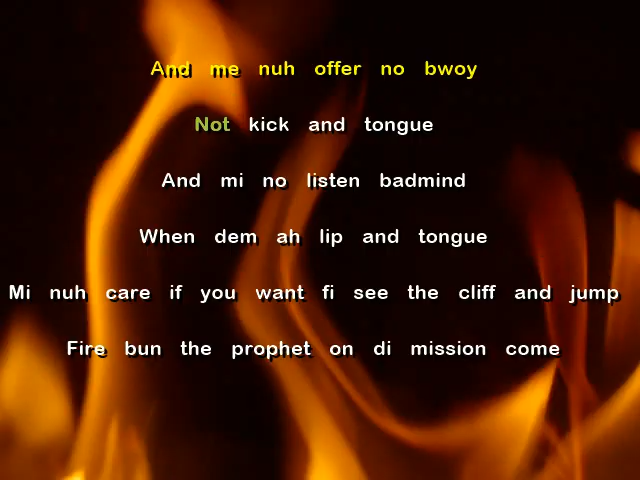 And me nuh offer no bwoy
Not kick and tongue
And mi no listen badmind
When dem ah lip and tongue
Mi nuh care if you want fi see the cliff and jump
Fire bun the prophet on di mission come